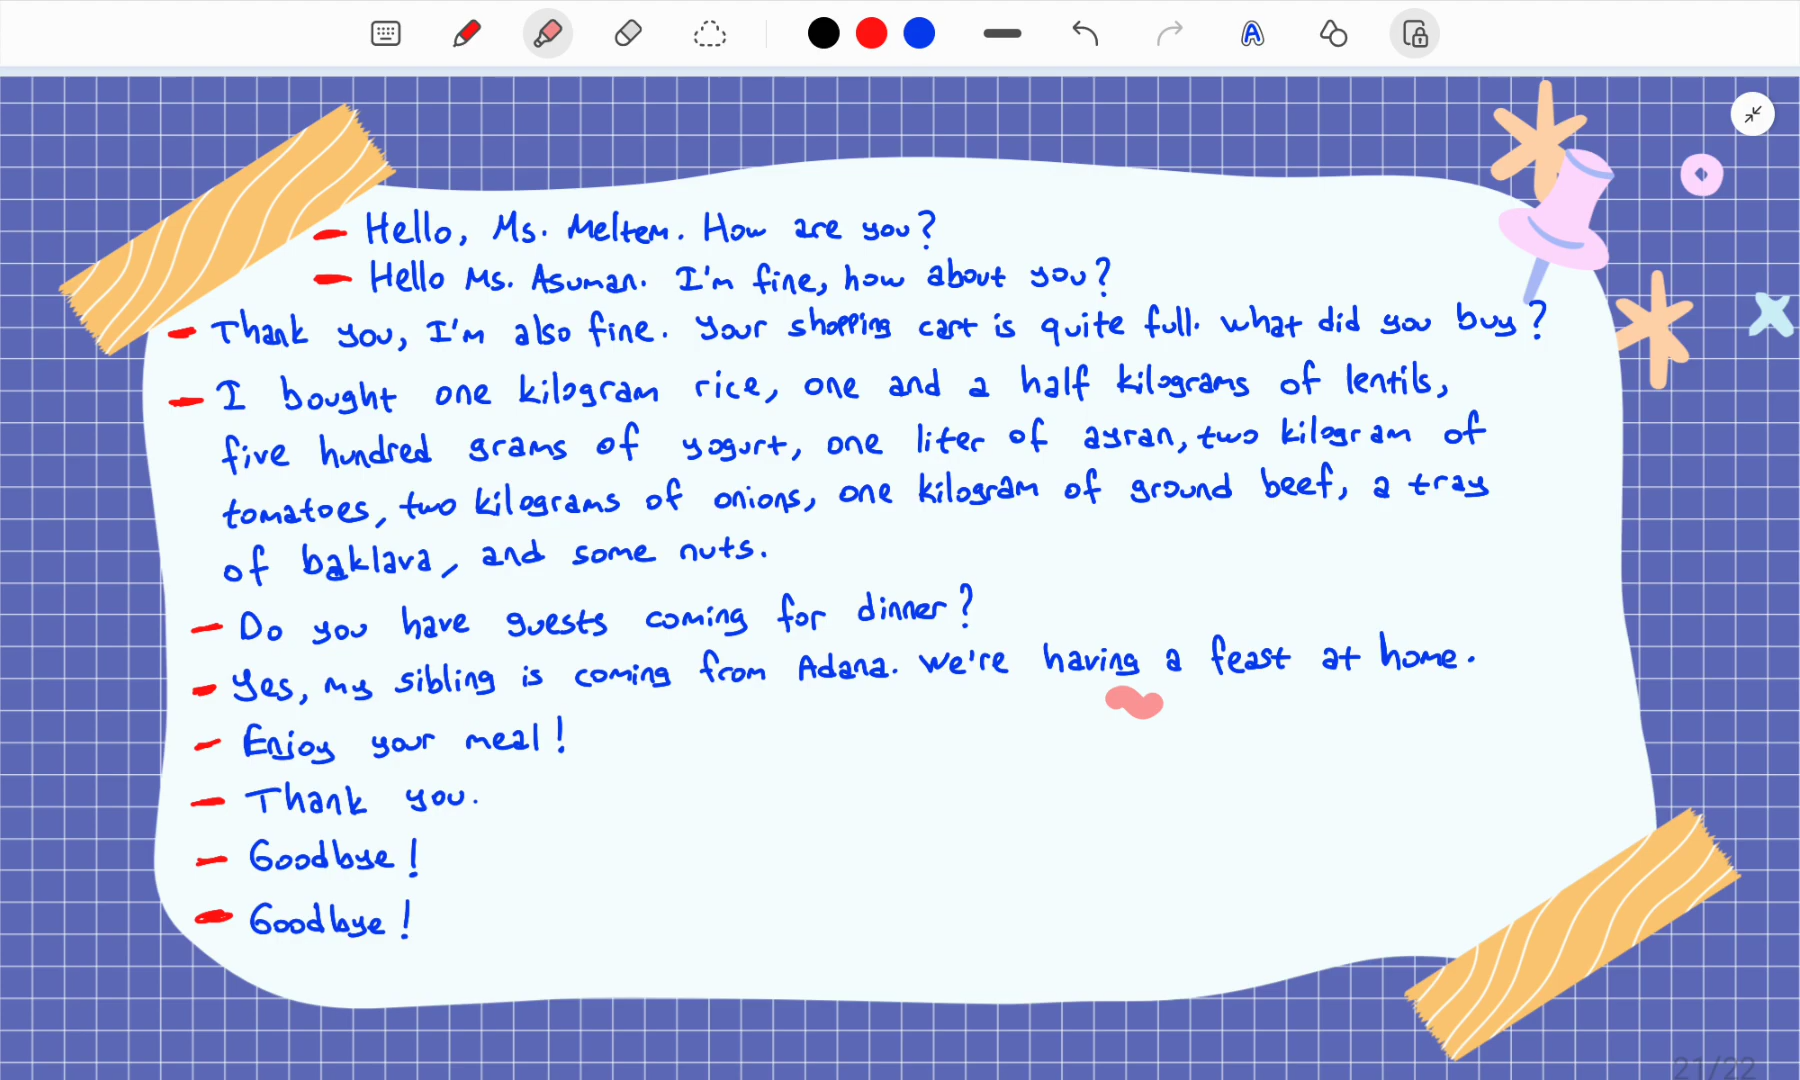 - Hello, Ms. Meltem. How are you?
- Hello Ms. Asuman. I'm fine, how about you?
- Thank you, I'm also fine. Your shopping cart is quite full. What did you buy?
- I bought one kilogram rice, one and a half kilograms of lentils,
five hundred grams of yogurt, one liter of ayran, two kilogram of
tomatoes, two kilograms of onions, one kilogram of ground beef, a tray
of baklava, and some nuts.
- Do you have guests coming for dinner?
- Yes, my sibling is coming from Adana. We're having a feast at home.
- Enjoy your meal!
- Thank you.
- Goodbye!
- Goodbye!
21/22